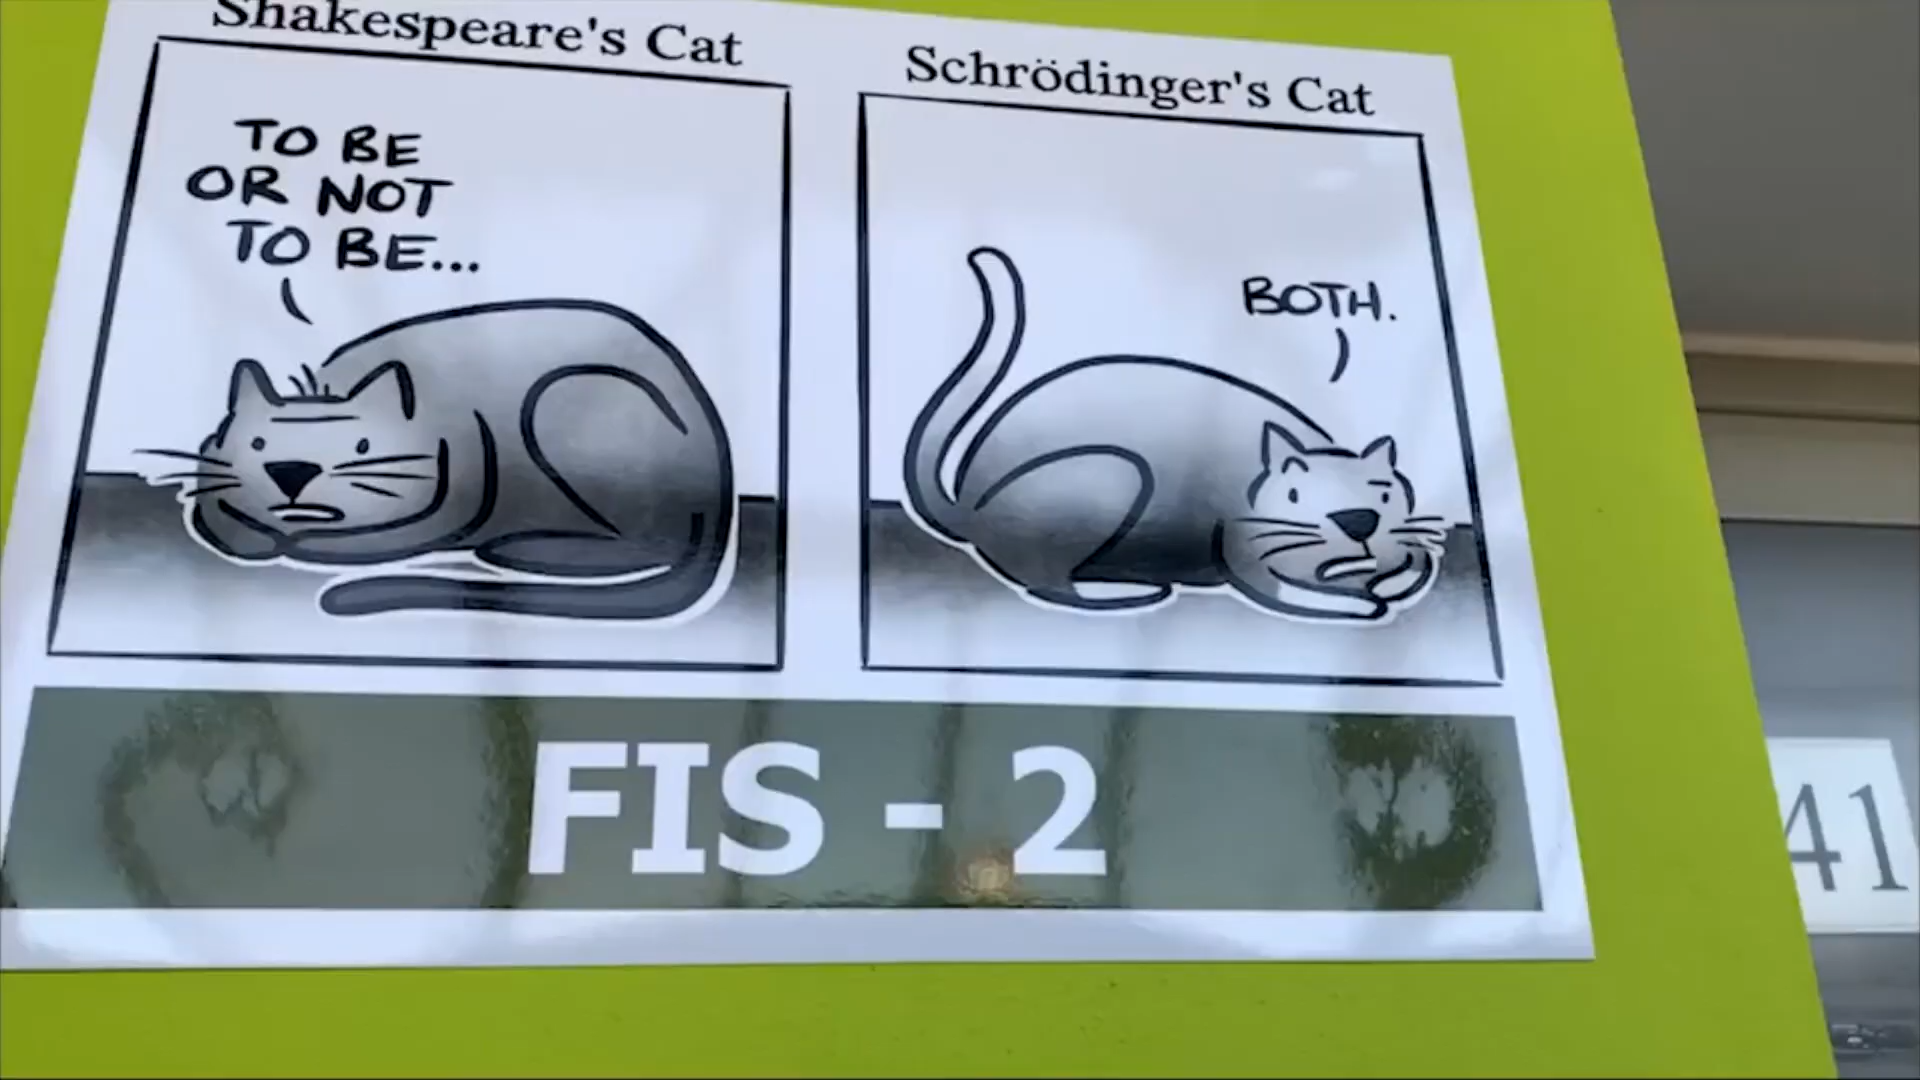 Shakespeare's Cat
TO BE
OR NOT
TO BE...
Schrödinger's Cat
BOTH.
FIS - 2
41